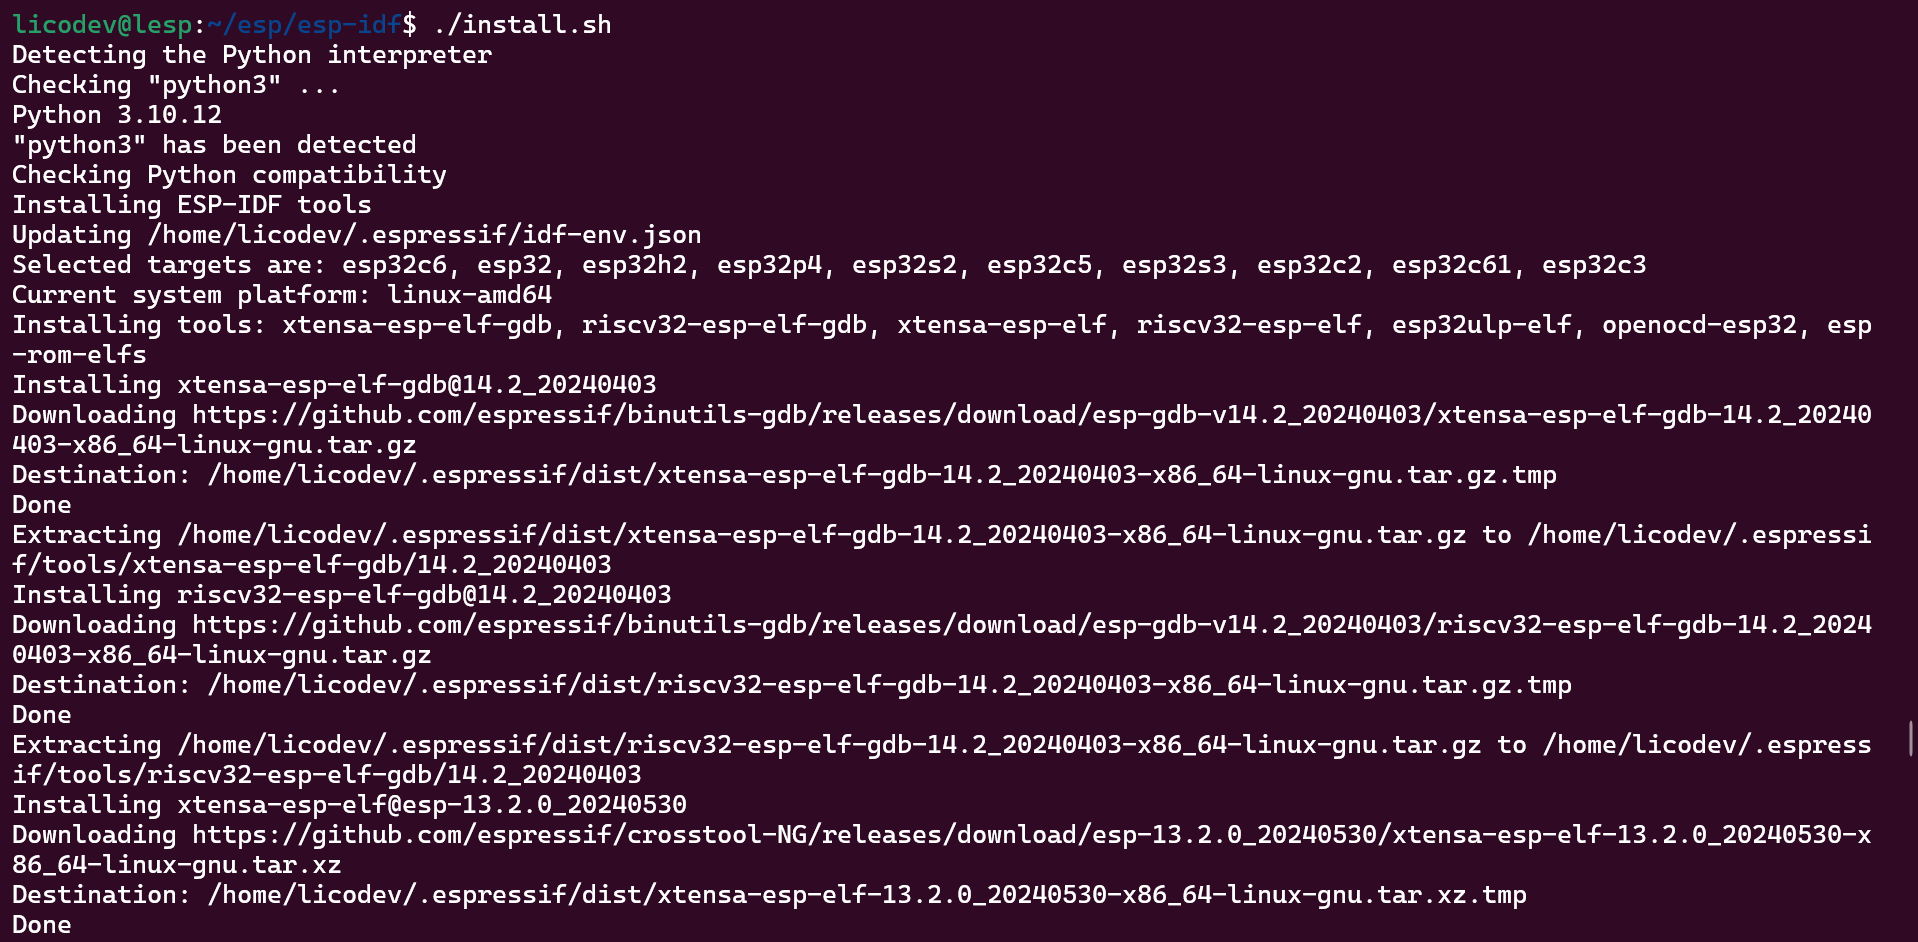 licodev@lesp:~/esp/esp-idf$ ./install.sh
Detecting the Python interpreter
Checking "python3" ...
Python 3.10.12
"python3" has been detected
Checking Python compatibility
Installing ESP-IDF tools
Updating /home/licodev/.espressif/idf-env.json
Selected targets are: esp32c6, esp32, esp32h2, esp32p4, esp32s2, esp32c5, esp32s3, esp32c2, esp32c61, esp32c3
Current system platform: linux-amd64
Installing tools: xtensa-esp-elf-gdb, riscv32-esp-elf-gdb, xtensa-esp-elf, riscv32-esp-elf, esp32ulp-elf, openocd-esp32, esp
-rom-elfs
Installing xtensa-esp-elf-gdb@14.2_20240403
Downloading https://github.com/espressif/binutils-gdb/releases/download/esp-gdb-v14.2_20240403/xtensa-esp-elf-gdb-14.2_20240
403-x86_64-linux-gnu.tar.gz
Destination: /home/licodev/.espressif/dist/xtensa-esp-elf-gdb-14.2_20240403-x86_64-linux-gnu.tar.gz.tmp
Done
Extracting /home/licodev/.espressif/dist/xtensa-esp-elf-gdb-14.2_20240403-x86_64-linux-gnu.tar.gz to /home/licodev/.espressi
f/tools/xtensa-esp-elf-gdb/14.2_20240403
Installing riscv32-esp-elf-gdb@14.2_20240403
Downloading https://github.com/espressif/binutils-gdb/releases/download/esp-gdb-v14.2_20240403/riscv32-esp-elf-gdb-14.2_2024
0403-x86_64-linux-gnu.tar.gz
Destination: /home/licodev/.espressif/dist/riscv32-esp-elf-gdb-14.2_20240403-x86_64-linux-gnu.tar.gz.tmp
Done
Extracting /home/licodev/.espressif/dist/riscv32-esp-elf-gdb-14.2_20240403-x86_64-linux-gnu.tar.gz to /home/licodev/.espress
if/tools/riscv32-esp-elf-gdb/14.2_20240403
Installing xtensa-esp-elf@esp-13.2.0_20240530
Downloading https://github.com/espressif/crosstool-NG/releases/download/esp-13.2.0_20240530/xtensa-esp-elf-13.2.0_20240530-x
86_64-linux-gnu.tar.xz
Destination: /home/licodev/.espressif/dist/xtensa-esp-elf-13.2.0_20240530-x86_64-linux-gnu.tar.xz.tmp
Done